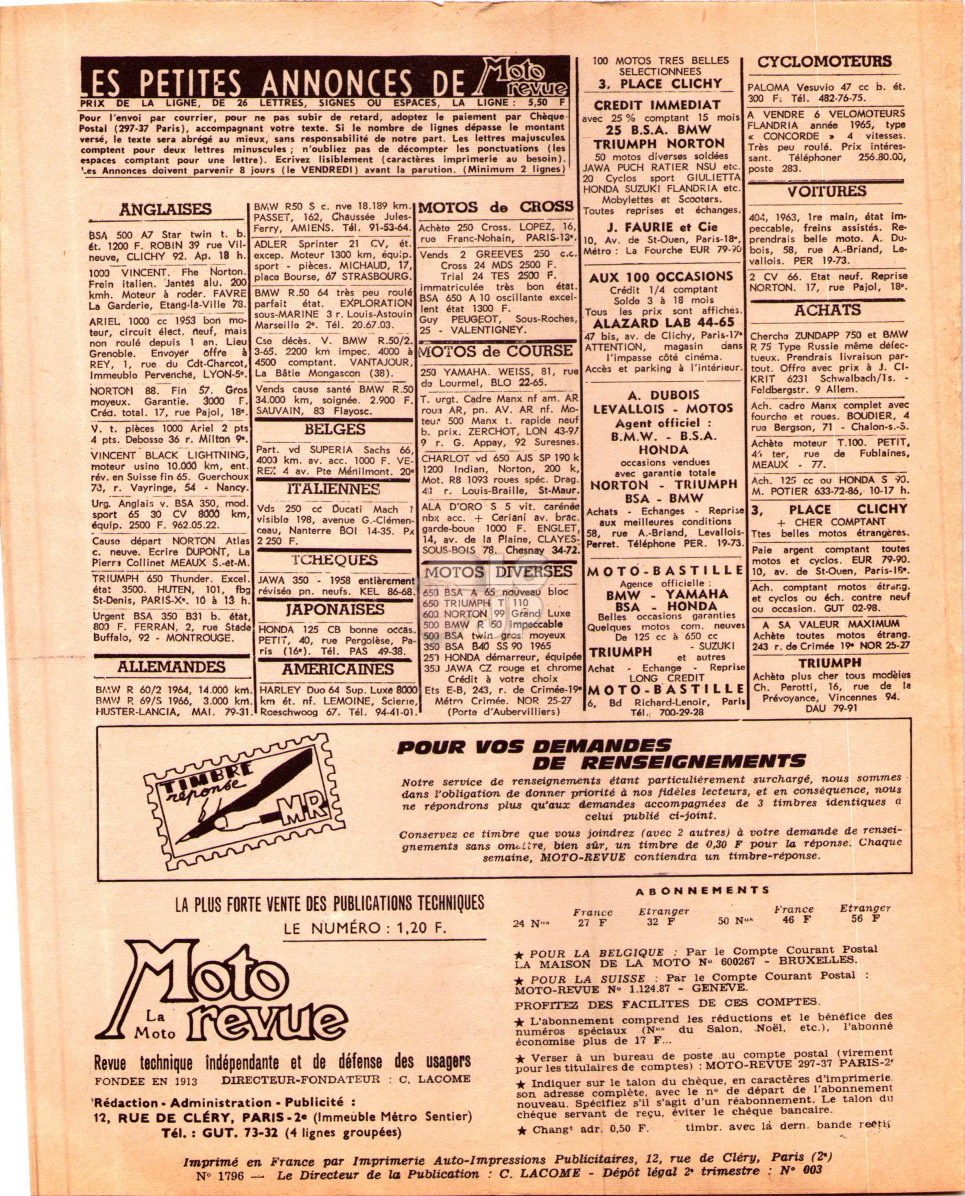 LES PETITES ANNONCES DE Moto revue
PRIX DE LA LIGNE, DE 26 LETTRES, SIGNES OU ESPACES, LA LIGNE : 5,50 F
Pour l'envoi par courrier, pour ne pas subir de retard, adoptez le paiement par Chèque
Postal (297-37 Paris), accompagnant votre texte. Si le nombre de lignes dépasse le montant
versé, le texte sera abrégé au mieux, sans responsabilité de notre part. Les lettres majuscules
comptent pour deux lettres minuscules ; n'oubliez pas de décompter les ponctuations (les
espaces comptant pour une lettre). Ecrivez lisiblement (caractères imprimerie au besoin).
Les Annonces doivent parvenir 8 jours (le VENDREDI) avant la parution. (Minimum 2 lignes)
ANGLAISES
BSA 500 A7 Star twin t. b.
ét. 1200 F. ROBIN 39 rue Vil-
neuve, CLICHY 92. Ap. 18 h.
1000 VINCENT. Fhe Norton.
Frein italien. Jantes alu. 200
kmh. Moteur à roder. FAVRE
La Garderie, Etang-la-Ville 78.
ARIEL 1000 cc 1953 bon mo-
teur, circuit élect. neuf, mais
non roulé depuis 1 an. Lieu
Grenoble. Envoyer offre à
REY, 1, rue du Cdt-Charcot,
Immeuble Pervenche, LYON-5e.
NORTON 88. Fin 57. Gros
moyeux. Garantie. 3000 F.
Créd. total. 17, rue Pajol, 18e.
V. t. pièces 1000 Ariel 2 pts
4 pts. Debosse 36 r. Milton 9e.
VINCENT BLACK LIGHTNING,
moteur usine 10.000 km, ent.
rév. en Suisse fin 65. Guerchoux
73, r. Vayringe, 54 - Nancy.
Urg. Anglais v. BSA 350, mod.
sport 65 30 CV 8000 km,
équip. 2500 F. 962.05.22.
Cause départ NORTON Atlas
c. neuve. Ecrire DUPONT, La
Pierre Collinet MEAUX S.-et-M.
TRIUMPH 650 Thunder. Excel.
état 3500. HUTEN, 101, fbg
St-Denis, PARIS-Xe. 10 à 13 h.
Urgent BSA 350 B31 b. état,
800 F. FERRAN, 2, rue Stade
Buffalo, 92 - MONTROUGE.
ALLEMANDES
BMW R 60/2 1964, 14.000 km.
BMW R 69/S 1966, 3.000 km.
HUSTER-LANCIA, MAI. 79-31.
BMW R50 S c. nve 18.189 km.
PASSET, 162, Chaussée Jules-
Ferry, AMIENS. Tél. 91-53-64.
ADLER Sprinter 21 CV, ét.
excep. Moteur 1300 km, équip.
sport - pièces. MICHAUD, 17,
place Bourse, 67 STRASBOURG.
BMW R.50 64 très peu roulé
parfait état. EXPLORATION
sous-MARINE 3 r. Louis-Astouin
Marseille 2e. Tél. 20.67.03.
Cse décès. V. BMW R.50/2.
3-65. 2200 km impec. 4000 à
4500 comptant. VANTAJOUR,
La Bâtie Mongascon (38).
Vends cause santé BMW R.50
34.000 km, soignée. 2.900 F.
SAUVAIN, 83 Flayosc.
BELGES
Part. vd SUPERIA Sachs 66,
4000 km. av. acc. 1000 F. VE-
REZ 4 av. Pte Ménilmont. 20e
ITALIENNES
Vds 250 cc Ducati Mach 1
visible 198, avenue G.-Clémen-
ceau, Nanterre BOI 14-35. Px
2 250 F.
TCHEQUES
JAWA 350 - 1958 entièrement
révisée pn. neufs. KEL 86-68.
JAPONAISES
HONDA 125 CB bonne occas.
PETIT, 40, rue Pergolèse, Pa-
ris (16e). Tél. PAS 49-38.
AMERICAINES
HARLEY Duo 64 Sup. Luxe 8000
km ét. nf. LEMOINE, Scierie,
Roeschwoog 67. Tél. 94-41-01.
MOTOS de CROSS
Achète 250 Cross. LOPEZ, 16,
rue Franc-Nohain, PARIS-13e.
Vends 2 GREEVES 250 c.c.
Cross 24 MDS 2500 F.
Trial 24 TES 2500 F.
immatriculée très bon état.
BSA 650 A 10 oscillante excel-
lent état 1300 F.
Guy PEUGEOT, Sous-Roches,
25 - VALENTIGNEY.
MOTOS de COURSE
250 YAMAHA. WEISS, 81, rue
de Lourmel, BLO 22-65.
T. urgt. Cadre Manx nf am. AR
roua AR, pn. AV. AR nf. Mo-
teur 500 Manx t. rapide neuf
b. prix. ZERCHOT, LON 43-97
9 r. G. Appay, 92 Suresnes.
CHARLOT vd 650 AJS SP 190 k
1200 Indian, Norton, 200 k,
Mot. R8 1093 roues spéc. Drag.
43 r. Louis-Braille, St-Maur.
ALA D'ORO S 5 vit. carénée
nbx acc. + Ceriani av. brac.
garde-boue 1000 F. ENGLET,
14, av. de la Plaine, CLAYES-
SOUS-BOIS 78. Chesnay 34-72.
MOTOS DIVERSES
650 BSA A 65 nouveau bloc
650 TRIUMPH T 110
600 NORTON 99 Grand Luxe
500 BMW R 50 impeccable
500 BSA twin gros moyeux
350 BSA B40 SS 90 1965
250 HONDA démarreur, équipée
350 JAWA CZ rouge et chrome
Crédit à votre choix
Ets E-B, 243, r. de Crimée-19e
Métro Crimée. NOR 25-27
(Porte d'Aubervilliers)
100 MOTOS TRES BELLES
SELECTIONNEES
3, PLACE CLICHY
CREDIT IMMEDIAT
avec 25 % comptant 15 mois
25 B.S.A. BMW
TRIUMPH NORTON
50 motos diverses soldées
JAWA PUCH RATIER NSU etc.
20 Cyclos sport GIULIETTA
HONDA SUZUKI FLANDRIA etc.
Mobylettes et Scooters.
Toutes reprises et échanges.
J. FAURIE et Cie
10, Av. de St-Ouen, Paris-18e,
Métro : La Fourche EUR 79-90
AUX 100 OCCASIONS
Crédit 1/4 comptant
Solde 3 à 18 mois
Tous les prix sont affichés.
ALAZARD LAB 44-65
47 bis, av. de Clichy, Paris-17e
ATTENTION, magasin dans
l'impasse côté cinéma.
Accès et parking à l'intérieur.
A. DUBOIS
LEVALLOIS - MOTOS
Agent officiel :
B.M.W. - B.S.A.
HONDA
occasions vendues
avec garantie totale
NORTON - TRIUMPH
BSA - BMW
Achats - Echanges - Reprise
aux meilleures conditions
58, rue A.-Briand, Levallois-
Perret. Téléphone PER. 19-73.
MOTO-BASTILLE
Agence officielle :
BMW - YAMAHA
BSA - HONDA
Belles occasions garanties
Quelques motos com. neuves
De 125 cc à 650 cc
TRIUMPH - SUZUKI
et autres
Achat - Echange - Reprise
LONG CREDIT
MOTO-BASTILLE
6, Bd Richard-Lenoir, Paris
Tél. 700-29-28
CYCLOMOTEURS
PALOMA Vesuvio 47 cc b. ét.
300 F. Tél. 482-76-75.
A VENDRE 6 VELOMOTEURS
FLANDRIA année 1965, type
« CONCORDE » 4 vitesses.
Très peu roulé. Prix intéres-
sant. Téléphoner 256.80.00,
poste 283.
VOITURES
404, 1963, 1re main, état im-
peccable, freins assistés. Re-
prendrais belle moto. A. Du-
bois, 58, rue A.-Briand, Le-
vallois. PER 19-73.
2 CV 66. Etat neuf. Reprise
NORTON. 17, rue Pajol, 18e.
ACHATS
Cherche ZUNDAPP 750 et BMW
R 75 Type Russie même défec-
tueux. Prendrais livraison par-
tout. Offre avec prix à J. CI-
KRIT 6231 Schwalbach/1s. -
Feldbergstr. 9 Allem.
Ach. cadre Manx complet avec
fourche et roues. BOUDIER, 4
rua Bergson, 71 - Chalon-s.-S.
Achète moteur T.100. PETIT,
46 ter, rue de Fublaines,
MEAUX - 77.
Ach. 125 cc ou HONDA S 90.
M. POTIER 633-72-86, 10-17 h.
3, PLACE CLICHY
+ CHER COMPTANT
Ttes belles motos étrangères.
Paie argent comptant toutes
motos et cyclos. EUR 79-90.
10, av. de St-Ouen, Paris-18e.
Ach. comptant motos étrang.
et cyclos ou éch. contre neuf
ou occasion. GUT 02-98.
A SA VALEUR MAXIMUM
Achète toutes motos étrang.
243 r. de Crimée 19e NOR 25-27
TRIUMPH
Achète plus cher tous modèles
Ch. Perotti, 16, rue de la
Prévoyance, Vincennes 94.
DAU 79-91
TIMBRE
réponse
MR
POUR VOS DEMANDES
DE RENSEIGNEMENTS
Notre service de renseignements étant particulièrement surchargé, nous sommes
dans l'obligation de donner priorité à nos fidèles lecteurs, et en conséquence, nous
ne répondrons plus qu'aux demandes accompagnées de 3 timbres identiques à
celui publié ci-joint.
Conservez ce timbre que vous joindrez (avec 2 autres) à votre demande de rensei-
gnements sans omettre, bien sûr, un timbre de 0,30 F pour la réponse. Chaque
semaine, MOTO-REVUE contiendra un timbre-réponse.
LA PLUS FORTE VENTE DES PUBLICATIONS TECHNIQUES
LE NUMÉRO : 1,20 F.
Moto revue
La
Moto
Revue technique indépendante et de défense des usagers
FONDEE EN 1913 DIRECTEUR-FONDATEUR : C. LACOME
Rédaction - Administration - Publicité :
12, RUE DE CLÉRY, PARIS-2e (Immeuble Métro Sentier)
Tél. : GUT. 73-32 (4 lignes groupées)
ABONNEMENTS
France Etranger France Etranger
24 Nos 27 F 32 F 50 Nos 46 F 56 F
★ POUR LA BELGIQUE : Par le Compte Courant Postal
LA MAISON DE LA MOTO No 600267 - BRUXELLES.
★ POUR LA SUISSE : Par le Compte Courant Postal :
MOTO-REVUE No 1.124.87 - GENEVE.
PROFITEZ DES FACILITES DE CES COMPTES.
★ L'abonnement comprend les réductions et le bénéfice des
numéros spéciaux (Nos du Salon, Noël, etc.), l'abonné
économise plus de 17 F...
★ Verser à un bureau de poste au compte postal (virement
pour les titulaires de comptes) : MOTO-REVUE 297-37 PARIS-2e
★ Indiquer sur le talon du chèque, en caractères d'imprimerie
son adresse complète, avec le no de départ de l'abonnement
nouveau. Spécifiez s'il s'agit d'un réabonnement. Le talon du
chèque servant de reçu, éviter le chèque bancaire.
★ Changt adr. 0,50 F. timbr. avec la dern. bande rectif
Imprimé en France par Imprimerie Auto-Impressions Publicitaires, 12, rue de Cléry, Paris (2e)
No 1796 — Le Directeur de la Publication : C. LACOME - Dépôt légal 2e trimestre : No 003